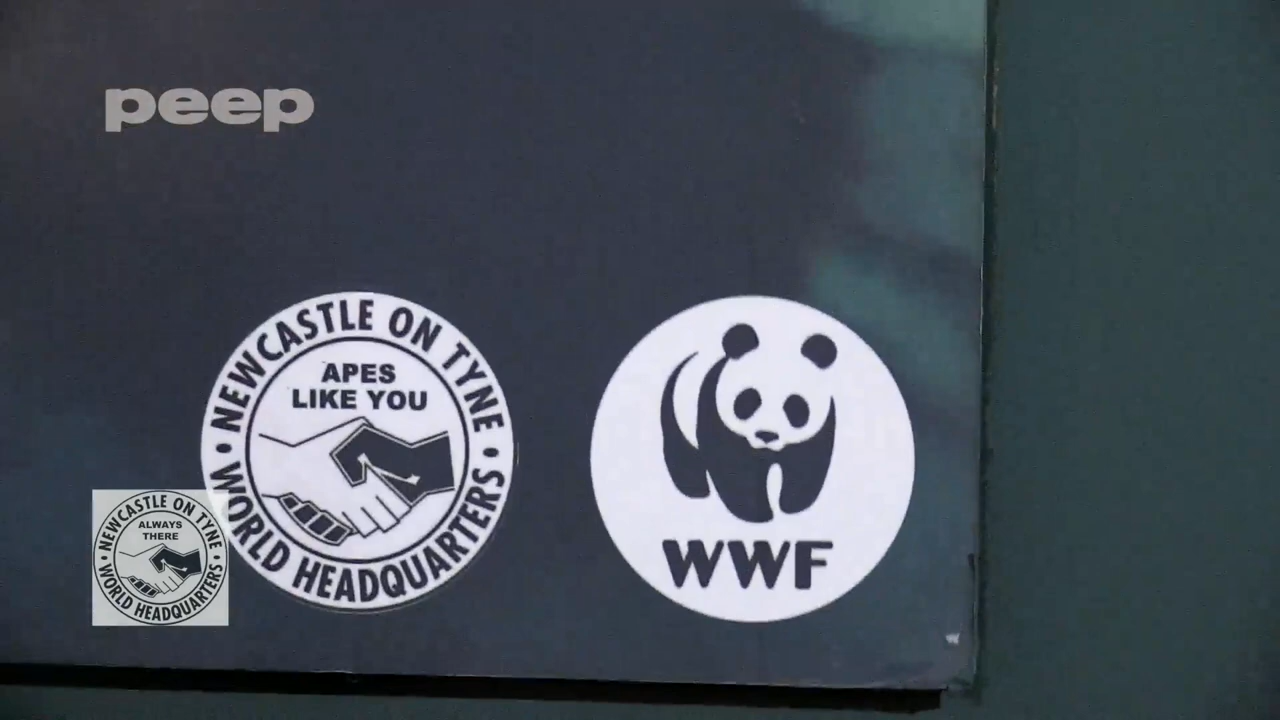 peep
NEWCASTLE ON TYNE
APES
LIKE YOU
WORLD HEADQUARTERS
WWF
NEWCASTLE ON TYNE
ALWAYS
THERE
WORLD HEADQUARTERS